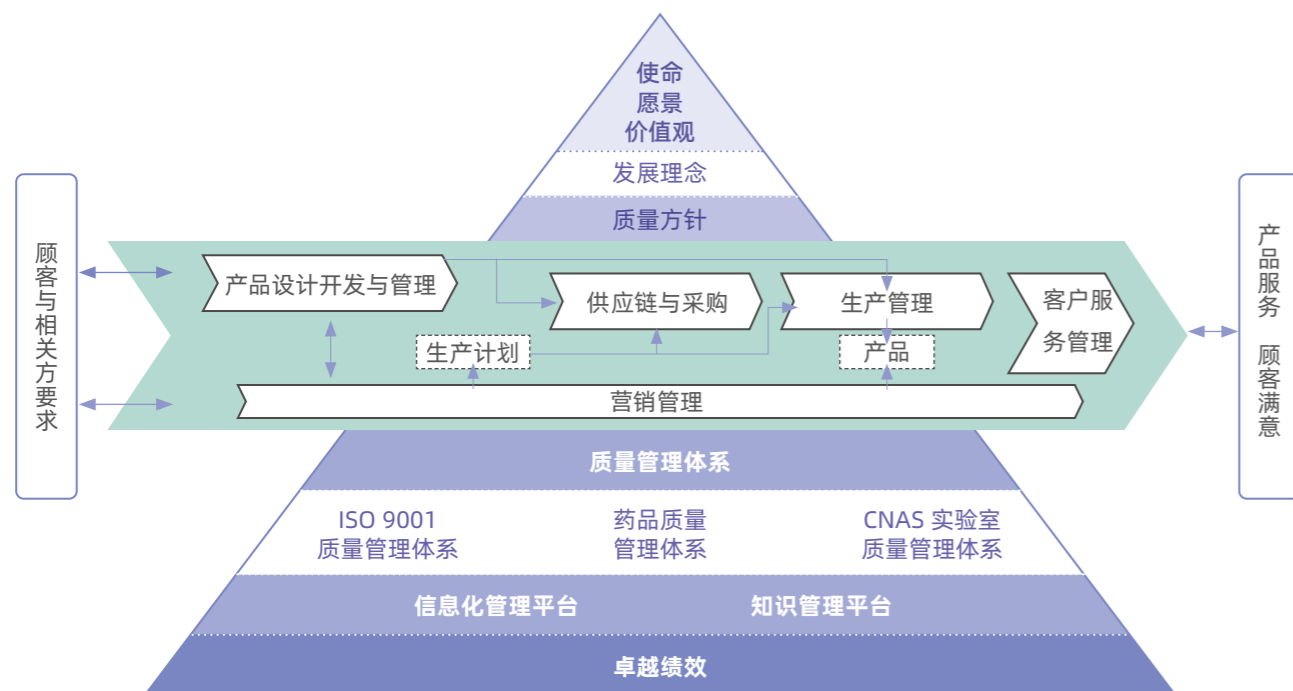 使命
愿景
价值观
发展理念
质量方针
顾客与相关方要求
产品设计开发与管理
供应链与采购
生产管理
客户服
务管理
生产计划
产品
营销管理
产品服务 顾客满意
质量管理体系
ISO 9001
质量管理体系
药品质量
管理体系
CNAS 实验室
质量管理体系
信息化管理平台
知识管理平台
卓越绩效